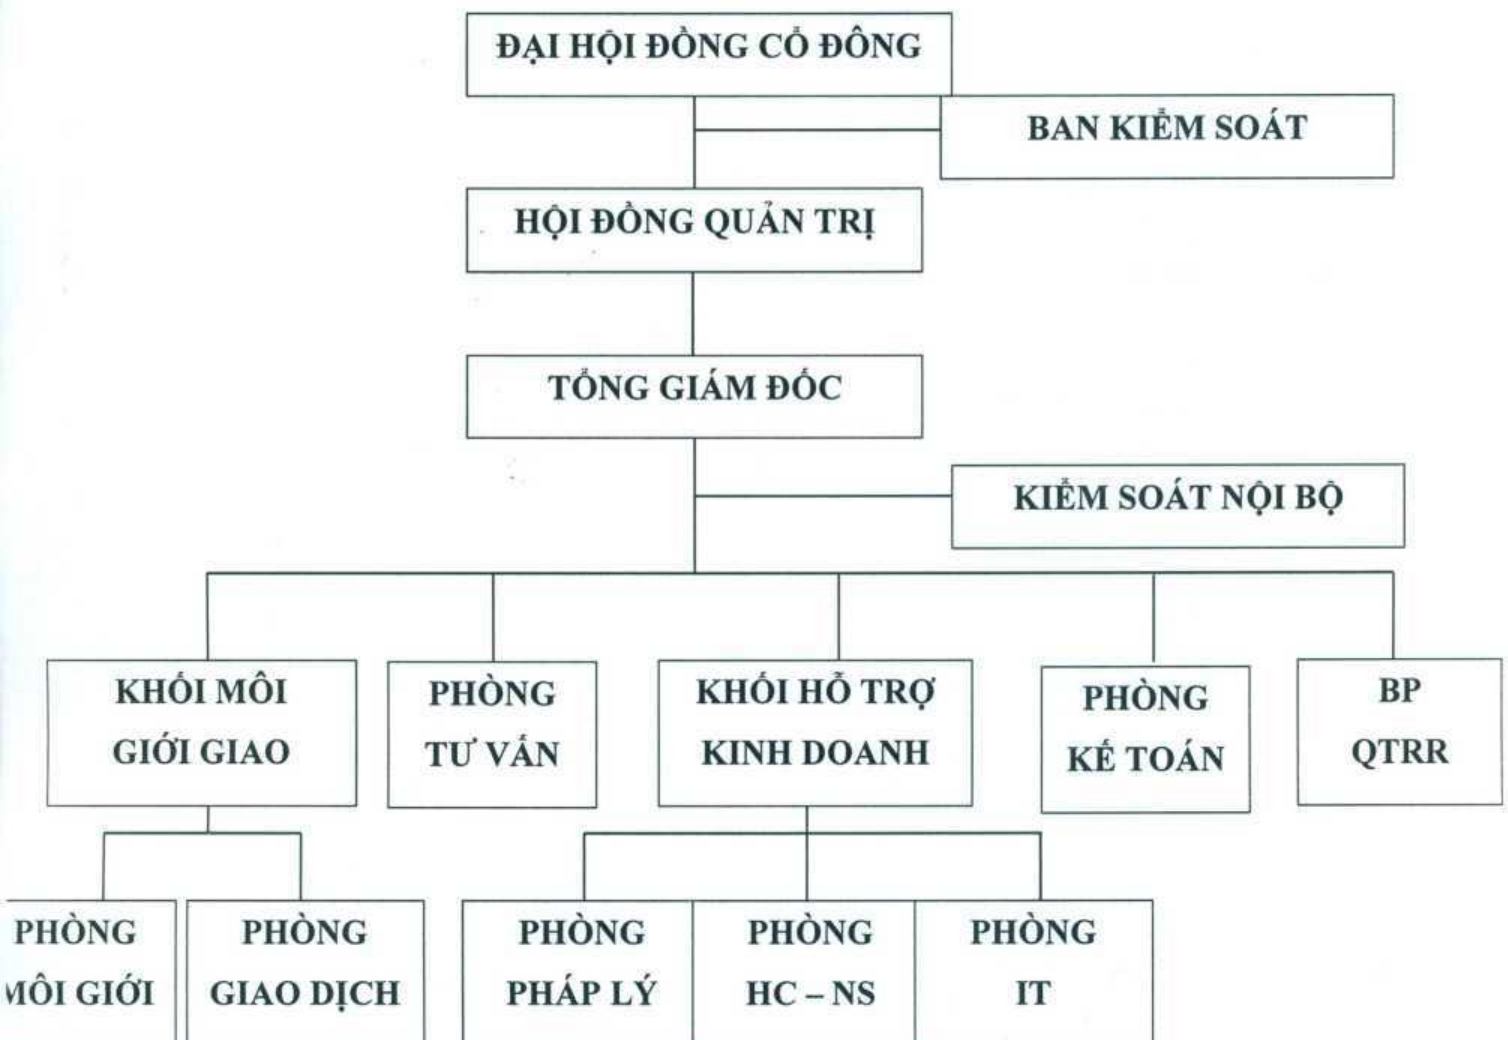 ĐẠI HỘI ĐỒNG CỔ ĐÔNG
BAN KIỂM SOÁT
HỘI ĐỒNG QUẢN TRỊ
TỔNG GIÁM ĐỐC
KIỂM SOÁT NỘI BỘ
KHỐI MÔI
GIỚI GIAO
PHÒNG
TƯ VẤN
KHỐI HỖ TRỢ
KINH DOANH
PHÒNG
KẾ TOÁN
BP
QTRR
PHÒNG
MÔI GIỚI
PHÒNG
GIAO DỊCH
PHÒNG
PHÁP LÝ
PHÒNG
HC – NS
PHÒNG
IT